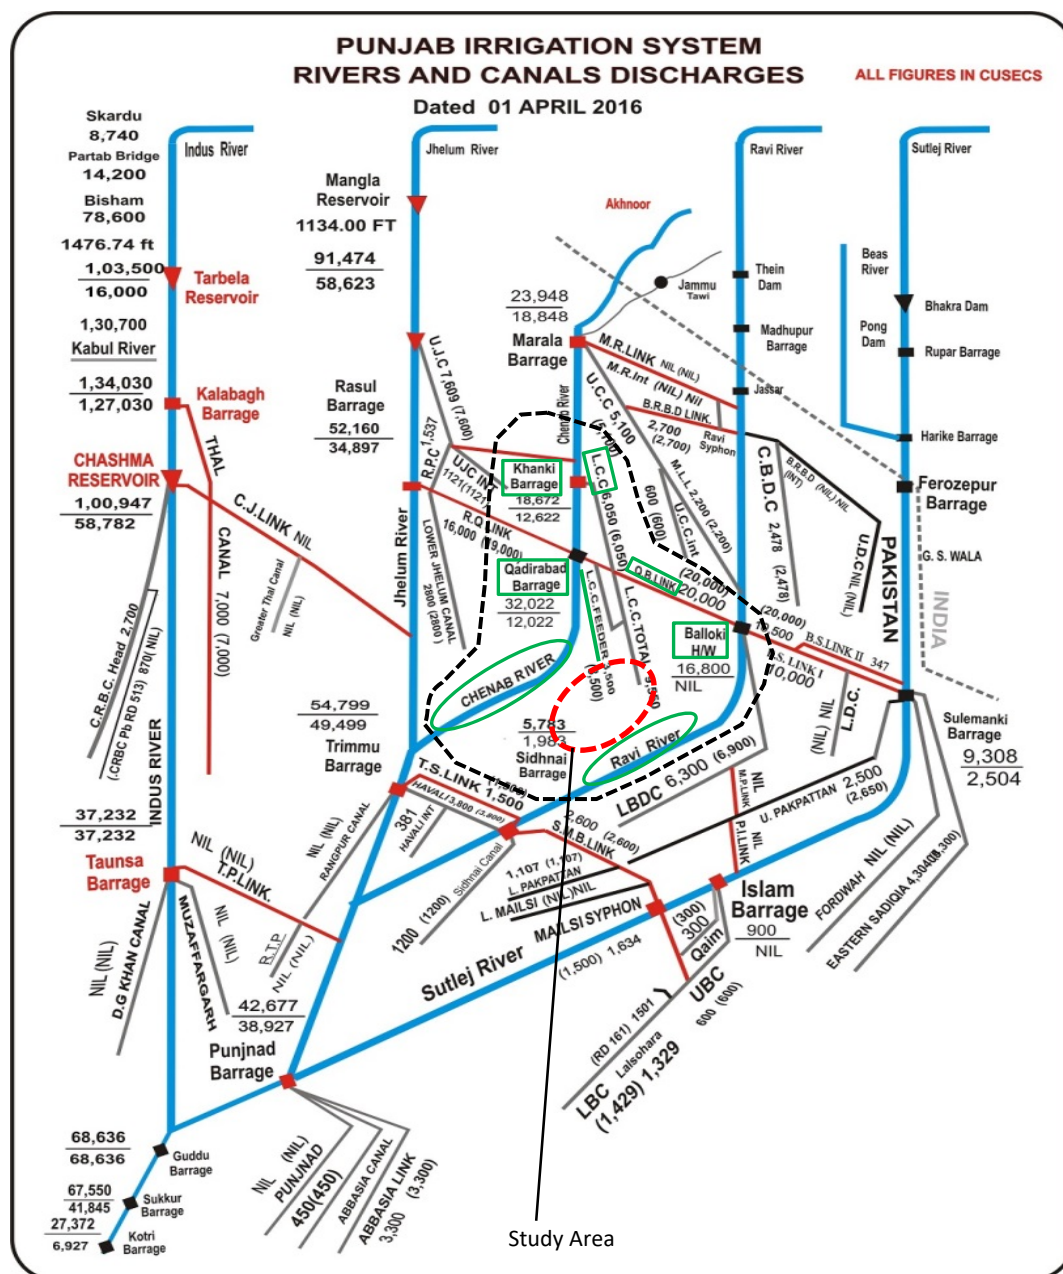 PUNJAB IRRIGATION SYSTEM
RIVERS AND CANALS DISCHARGES
ALL FIGURES IN CUSECS
Dated 01 APRIL 2016
Skardu
8,740
Partab Bridge
14,200
Bisham
78,600
1476.74 ft
1,03,500
16,000
Tarbela
Reservoir
1,30,700
Kabul River
1,34,030
1,27,030
Kalabagh
Barrage
CHASHMA
RESERVOIR
1,00,947
58,782
Indus River
Jhelum River
Mangla
Reservoir
1134.00 FT
91,474
58,623
Rasul
Barrage
52,160
34,897
Akhnoor
Jammu
Tawi
23,948
18,848
Marala
Barrage
Ravi River
Thein
Dam
Madhupur
Barrage
Jassar
Sutlej River
Beas
River
Pong
Dam
Bhakra Dam
Rupar Barrage
Harike Barrage
Ferozepur
Barrage
G. S. WALA
PAKISTAN
INDIA
THAL
CANAL 7,000 (7,000)
C.J.LINK NIL
Greater Thal Canal
NIL (NIL)
C.R.B.C. Head 2,700
(.CRBC Pb RD 513) 870( NIL)
INDUS RIVER
Jhelum River
U.J.C 7,609 (7,600)
R.P.C 1.537
UJC INT
1121(1121)
R.Q LINK
16,000 (19,000)
LOWER JHELUM CANAL
2800 (2800 )
Chenab River
M.R.LINK NIL (NIL)
M.R.Int (NIL) Nil
B.R.B.D LINK.
2,700
(2,700)
Ravi
Syphon
U.C.C 5,100
(5,100)
M.L.L 2,200 (2,200)
U.C.C.int
600 (600)
C.B.D.C 2,478 (2,478)
B.R.B.D (NIL) NIL
(INT)
U.D.C(NIL (NIL)
Khanki
Barrage
18,672
12,622
L.C.C 6,050 (6,050)
Qadirabad
Barrage
32,022
12,022
Q.B.LINK
20,000
(20,000)
L.C.C.FEEDER 3,500
L.C.C.TOTAL 9,550
Balloki
H/W
16,800
NIL
(20,000)
B.S.LINK II 347
B.S. LINK I
10,000
L.D.C.
(NIL) NIL
CHENAB RIVER
Ravi River
5,783
1,983
Sidhnai
Barrage
Sulemanki
Barrage
9,308
2,504
54,799
49,499
Trimmu
Barrage
T.S.LINK 1,500
HAVALI 3,800 (3,800)
381
HAVALI INT
NIL (NIL)
RANGPUR CANAL
LBDC 6,300 (6,900)
M.P.LINK NIL
P.I.LINK NIL
U. PAKPATTAN 2,500
(2,650)
37,232
37,232
Taunsa
Barrage
NIL (NIL)
T.P.LINK.
NIL (NIL)
D.G KHAN CANAL
NIL (NIL)
MUZAFFARGARH
R.T.P
NIL (NIL)
1200 (1200) Sidhnai Canal
S.M.B.LINK
2,600 (2,600)
1,107 (1,107)
L. PAKPATTAN
L. MAILSI (NIL)NIL
MAILSI SYPHON
Sutlej River
(1,500) 1,634
(300)
300
Qaim
Islam
Barrage
900
NIL
FORDWAH NIL (NIL)
EASTERN SADIQIA
UBC
600 (600)
(RD 161) 1501
Lalsohara
LBC
(1,429) 1,329
42,677
38,927
Punjnad
Barrage
NIL (NIL)
PUNJNAD
450(450)
ABBASIA CANAL
ABBASIA LINK
3,300 (3,300)
68,636
68,636
Guddu
Barrage
67,550
41,845
Sukkur
Barrage
27,372
6,927
Kotri
Barrage
Study Area